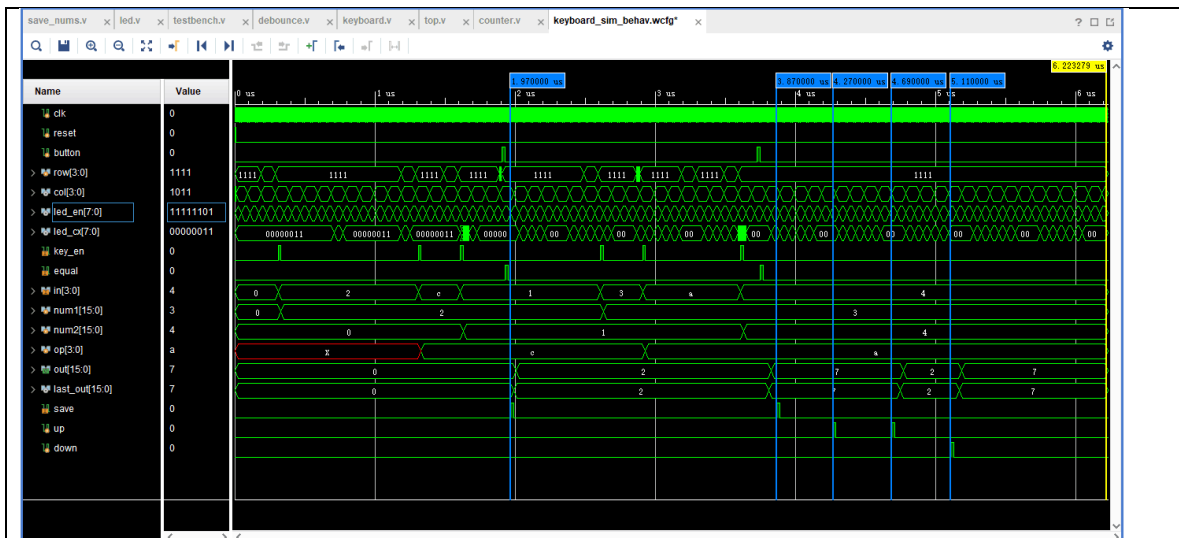 save_nums.v × led.v × testbench.v × debounce.v × keyboard.v × top.v × counter.v × keyboard_sim_behav.wcfg* × ?
6.223279 us
1.970000 us 3.870000 us 4.270000 us 4.690000 us 5.110000 us
Name Value 0 us 1 us 2 us 3 us 4 us 5 us 6 us
clk 0
reset 0
button 0
row[3:0] 1111 1111 1111 1111 1111 1111 1111 1111 1111 1111
col[3:0] 1011
led_en[7:0] 11111101
led_cx[7:0] 00000011 00000011 00000011 00000011 00000 00 00 00 00 00 00 00 00
key_en 0
equal 0
in[3:0] 4 0 2 c 1 3 a 4
num1[15:0] 3 0 2 3
num2[15:0] 4 0 1 4
op[3:0] a X c a
out[15:0] 7 0 2 7 2 7
last_out[15:0] 7 0 2 7 2 7
save 0
up 0
down 0